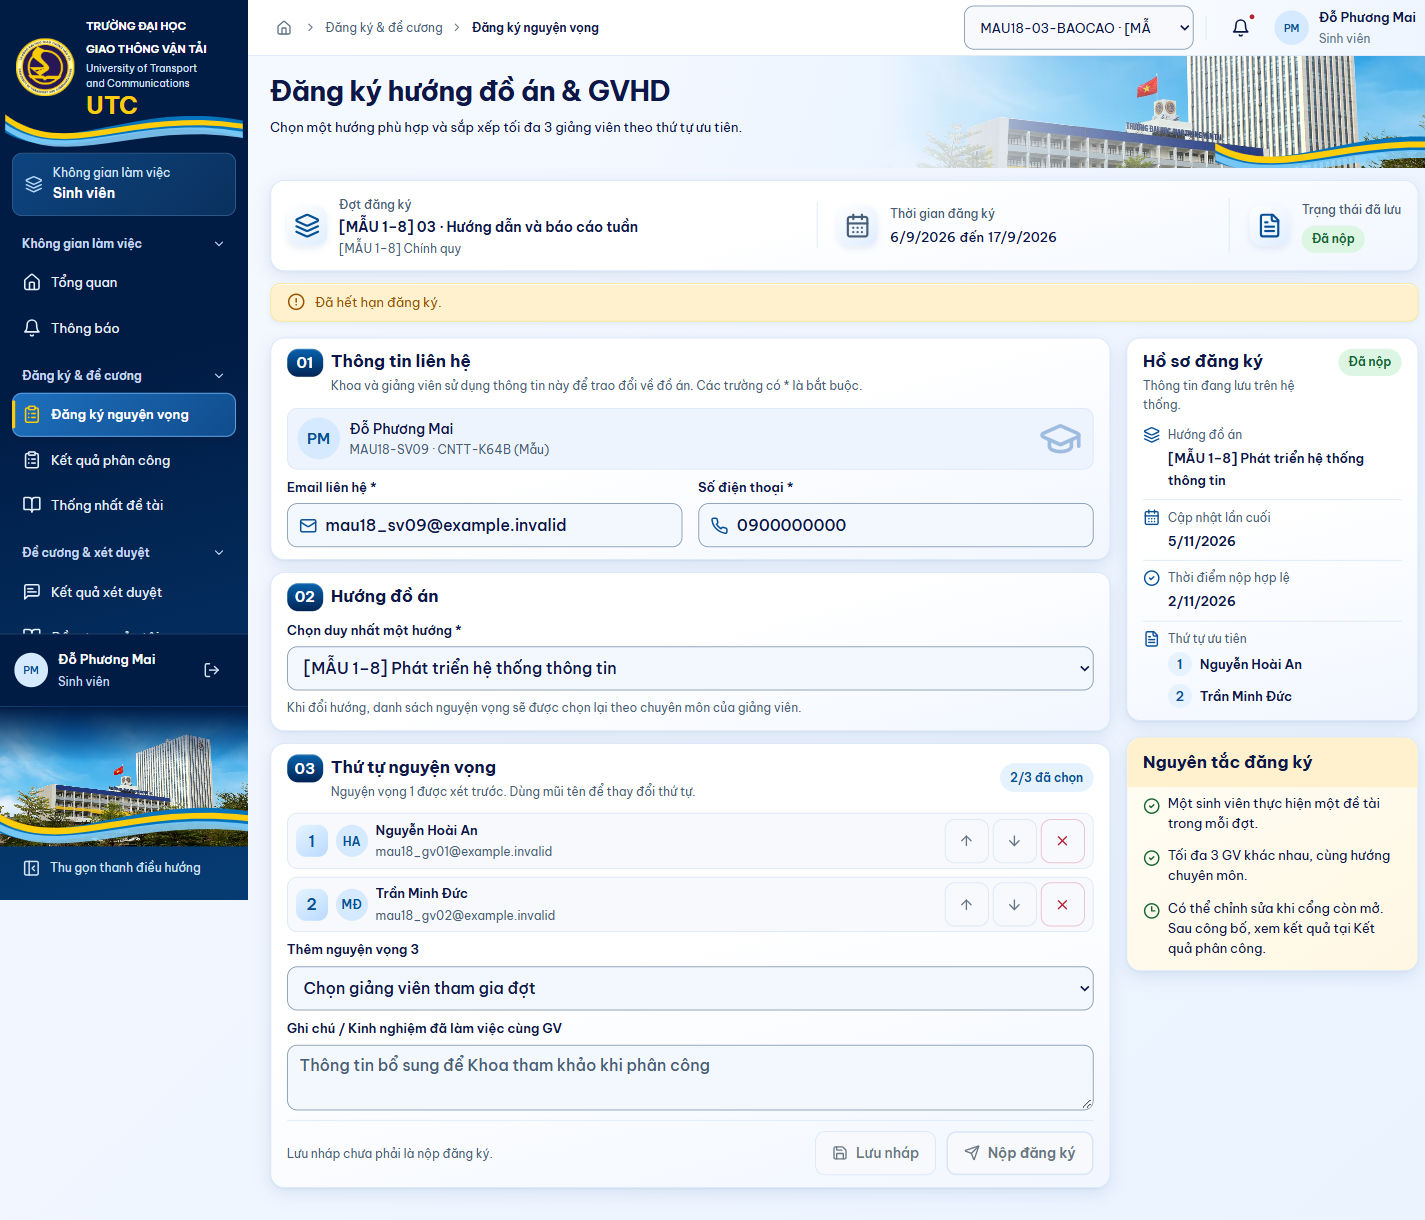 TRƯỜNG ĐẠI HỌC
GIAO THÔNG VẬN TẢI
University of Transport
and Communications
UTC
Không gian làm việc
Sinh viên
Không gian làm việc
Tổng quan
Thông báo
Đăng ký & đề cương
Đăng ký nguyện vọng
Kết quả phân công
Thống nhất đề tài
Đề cương & xét duyệt
Kết quả xét duyệt
PM
Đỗ Phương Mai
Sinh viên
Thu gọn thanh điều hướng
Đăng ký & đề cương
Đăng ký nguyện vọng
MAU18-03-BAOCAO · [MẪ
PM
Đỗ Phương Mai
Sinh viên
Đăng ký hướng đồ án & GVHD
Chọn một hướng phù hợp và sắp xếp tối đa 3 giảng viên theo thứ tự ưu tiên.
Đợt đăng ký
[MẪU 1-8] 03 · Hướng dẫn và báo cáo tuần
[MẪU 1-8] Chính quy
Thời gian đăng ký
6/9/2026 đến 17/9/2026
Trạng thái đã lưu
Đã nộp
Đã hết hạn đăng ký.
01 Thông tin liên hệ
Khoa và giảng viên sử dụng thông tin này để trao đổi về đồ án. Các trường có * là bắt buộc.
PM
Đỗ Phương Mai
MAU18-SV09 · CNTT-K64B (Mẫu)
Email liên hệ *
mau18_sv09@example.invalid
Số điện thoại *
0900000000
02 Hướng đồ án
Chọn duy nhất một hướng *
[MẪU 1-8] Phát triển hệ thống thông tin
Khi đổi hướng, danh sách nguyện vọng sẽ được chọn lại theo chuyên môn của giảng viên.
03 Thứ tự nguyện vọng
Nguyện vọng 1 được xét trước. Dùng mũi tên để thay đổi thứ tự.
2/3 đã chọn
1 HA Nguyễn Hoài An
mau18_gv01@example.invalid
2 MĐ Trần Minh Đức
mau18_gv02@example.invalid
Thêm nguyện vọng 3
Chọn giảng viên tham gia đợt
Ghi chú / Kinh nghiệm đã làm việc cùng GV
Thông tin bổ sung để Khoa tham khảo khi phân công
Lưu nháp chưa phải là nộp đăng ký.
Lưu nháp
Nộp đăng ký
Hồ sơ đăng ký
Đã nộp
Thông tin đang lưu trên hệ
thống.
Hướng đồ án
[MẪU 1-8] Phát triển hệ thống
thông tin
Cập nhật lần cuối
5/11/2026
Thời điểm nộp hợp lệ
2/11/2026
Thứ tự ưu tiên
1 Nguyễn Hoài An
2 Trần Minh Đức
Nguyên tắc đăng ký
Một sinh viên thực hiện một đề tài
trong mỗi đợt.
Tối đa 3 GV khác nhau, cùng hướng
chuyên môn.
Có thể chỉnh sửa khi cổng còn mở.
Sau công bố, xem kết quả tại Kết
quả phân công.